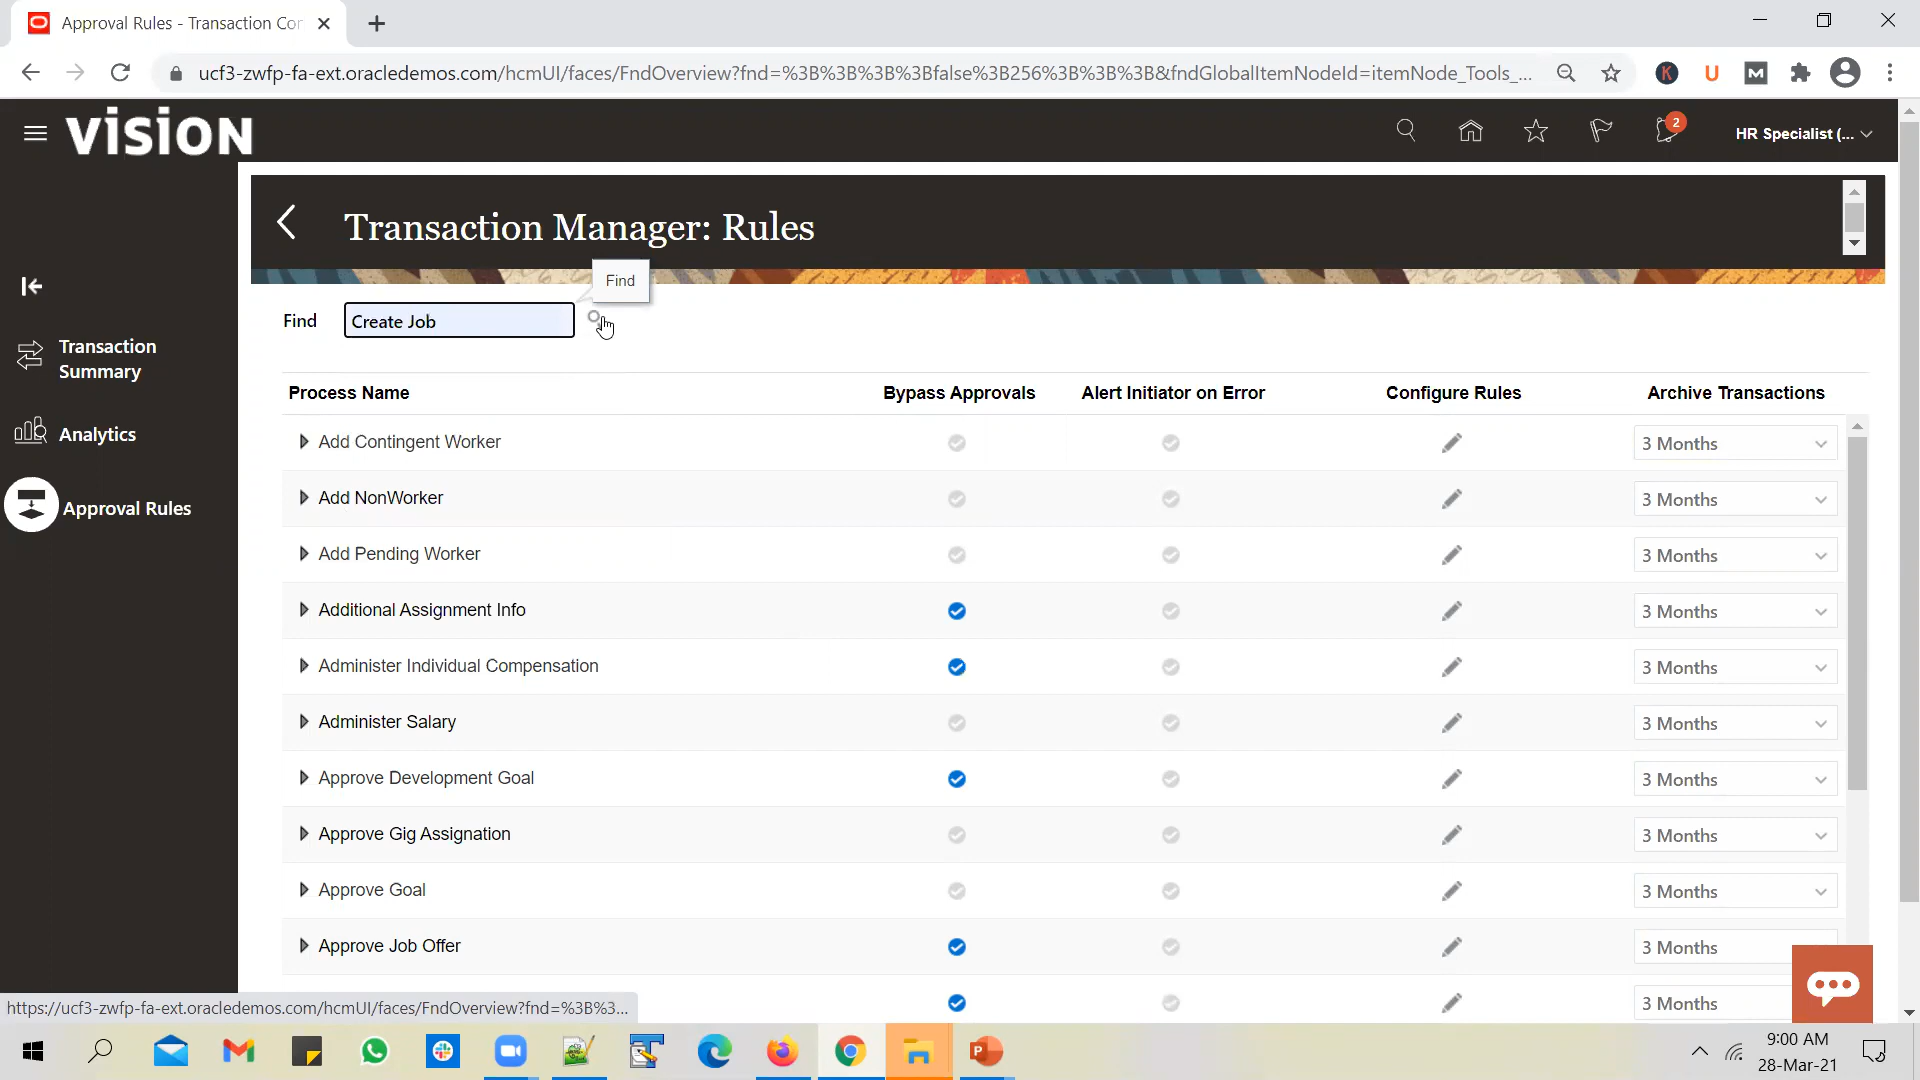 Approval Rules - Transaction Cor
ucf3-zwfp-fa-ext.oracledemos.com/hcmUI/faces/FndOverview?fnd=%3B%3B%3B%3Bfalse%3B256%3B%3B%3B&fndGlobalItemNodeId=itemNode_Tools_...
K U M
vision
2
HR Specialist (...
Transaction Manager: Rules
Find
Find
Create Job
Transaction
Summary
Analytics
Approval Rules
Process Name Bypass Approvals Alert Initiator on Error Configure Rules Archive Transactions
Add Contingent Worker 3 Months
Add NonWorker 3 Months
Add Pending Worker 3 Months
Additional Assignment Info 3 Months
Administer Individual Compensation 3 Months
Administer Salary 3 Months
Approve Development Goal 3 Months
Approve Gig Assignation 3 Months
Approve Goal 3 Months
Approve Job Offer 3 Months
3 Months
https://ucf3-zwfp-fa-ext.oracledemos.com/hcmUI/faces/FndOverview?fnd=%3B%3...
9:00 AM
28-Mar-21